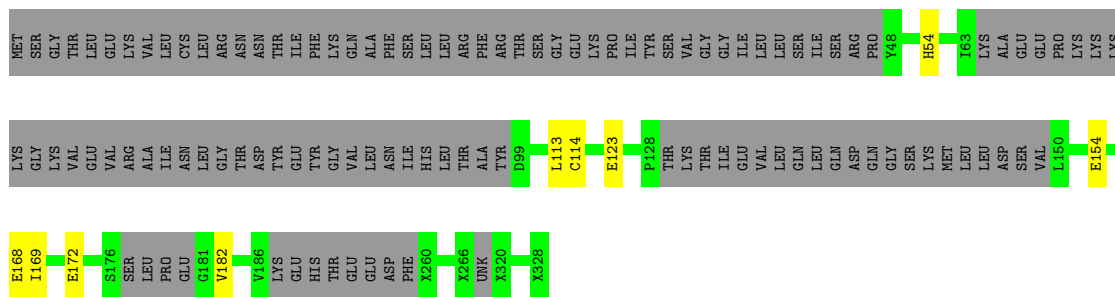 MET SER GLY THR LEU GLU LYS VAL LEU CYS LEU ARG ASN ASN THR ILE PHE LYS GLN ALA PHE SER LEU LEU ARG PHE ARG THR SER GLY GLU LYS PRO ILE TYR SER VAL GLY GLY ILE LEU LEU SER ILE SER ARG PRO Y48 H54 I63 LYS ALA GLU GLU PRO LYS LYS LYS
LYS GLY LYS VAL GLU VAL ARG ALA ILE ASN LEU GLY THR ASP TYR GLU TYR GLY VAL LEU ASN ILE HIS LEU THR ALA TYR D99 L113 C114 E123 P128 THR LYS THR ILE GLU VAL LEU GLN LEU GLN ASP GLN GLY SER LYS MET LEU LEU ASP SER VAL L150 E154
E168 I169 E172 S176 SER LEU PRO GLU G181 V182 V186 LYS GLU HIS THR GLU GLU ASP PHE X260 X266 UNK X320 X328